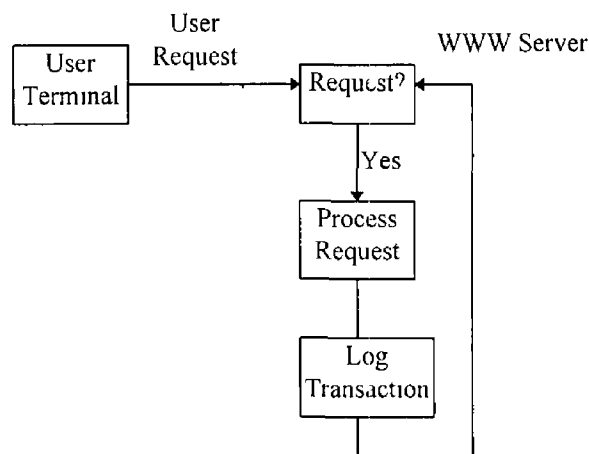 User
Request
WWW Server
User
Terminal
Request?
Yes
Process
Request
Log
Transaction